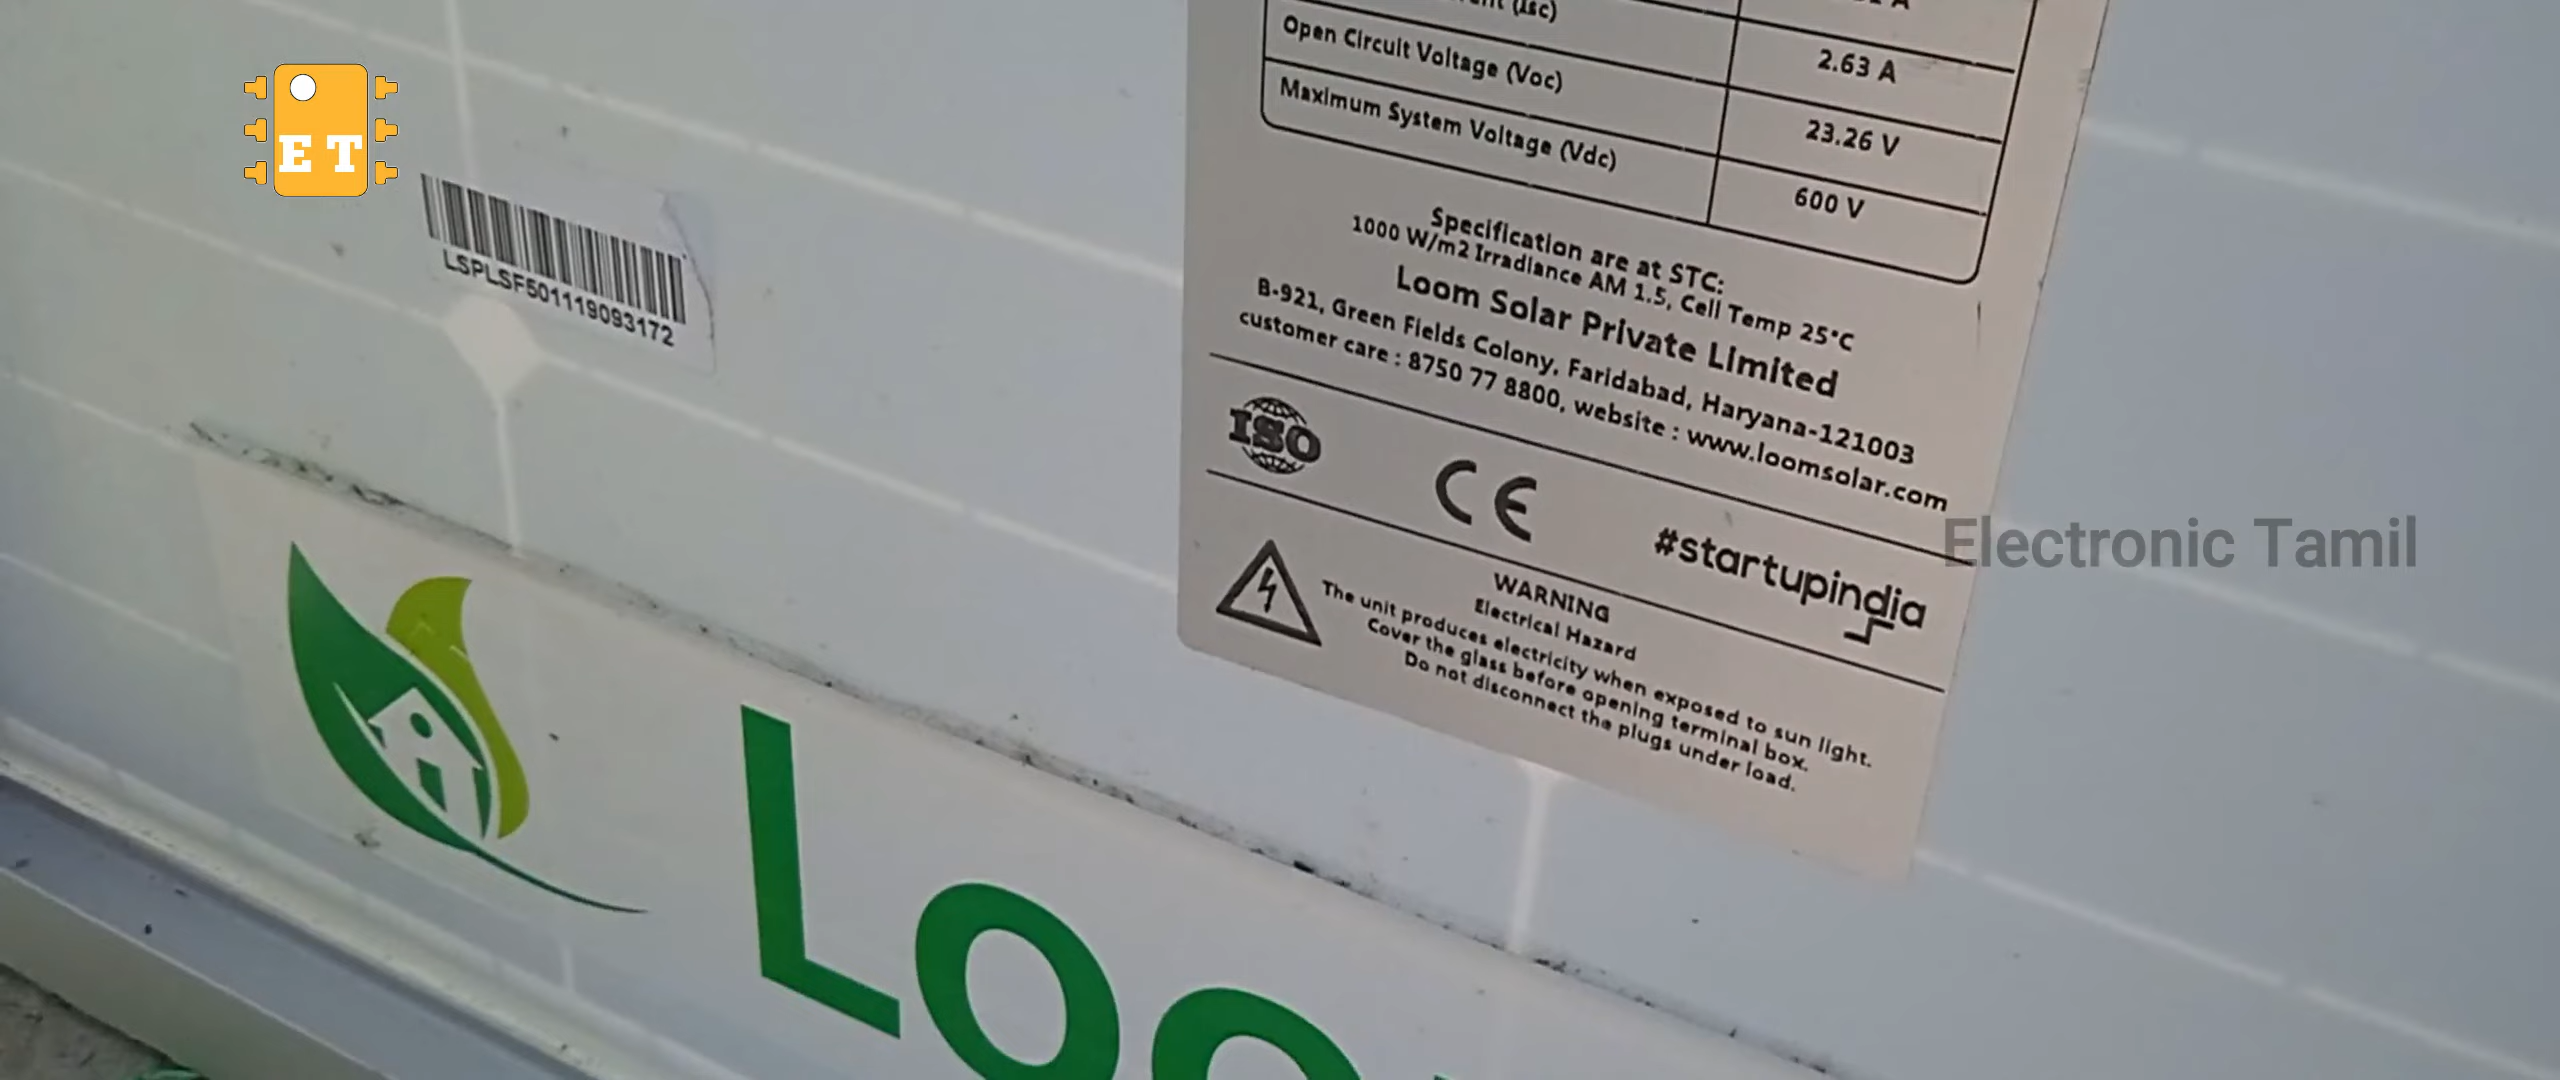 E T
(Isc)
2.63 A
Open Circuit Voltage (Voc)
23.26 V
Maximum System Voltage (Vdc)
600 V
Specification are at STC:
1000 W/m2 Irradiance AM 1.5, Cell Temp 25°C
Loom Solar Private Limited
B-921, Green Fields Colony, Faridabad, Haryana-121003
customer care : 8750 77 8800, website : www.loomsolar.com
ISO
CE
#startupindia
WARNING
Electrical Hazard
The unit produces electricity when exposed to sun light.
Cover the glass before opening terminal box.
Do not disconnect the plugs under load.
LSPLSF501119093172
Electronic Tamil
Loo